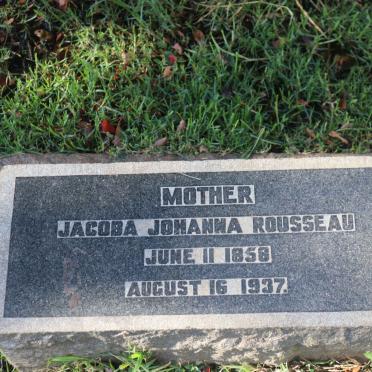 MOTHER
JACOBA JOHANNA ROUSSEAU
JUNE 11 1858
AUGUST 16 1937.